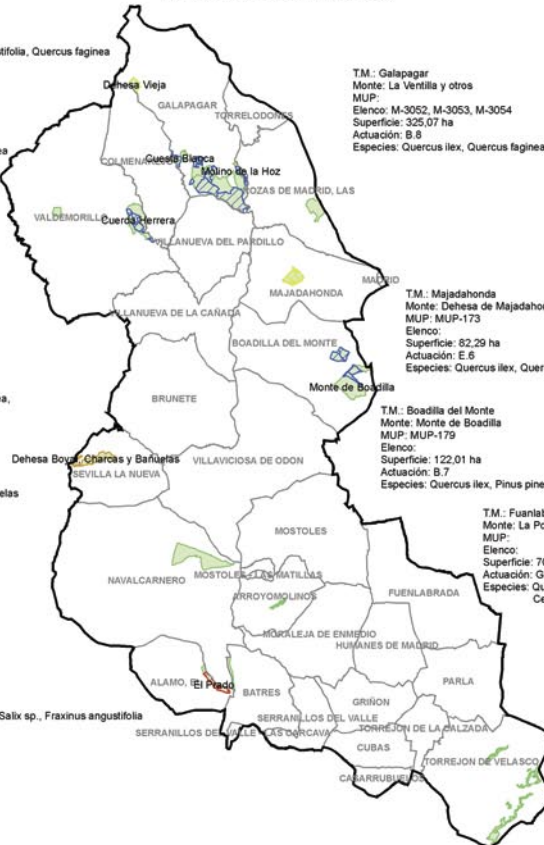 stifolia, Quercus faginea
Dehesa Vieja
GALAPAGAR
TORRELODONES
T.M.: Galapagar
Monte: La Ventilla y otros
MUP:
Elenco: M-3052, M-3053, M-3054
Superficie: 325,07 ha
Actuación: B.8
Especies: Quercus ilex, Quercus faginea
Cuesta Blanca
Molino de la Hoz
ROZAS DE MADRID, LAS
VALDEMORILLO
Cuerda Herrera
VILLANUEVA DEL PARDILLO
MAJADAHONDA
MADRID
VILLANUEVA DE LA CAÑADA
T.M.: Majadahonda
Monte: Dehesa de Majadahon
MUP: MUP-173
Elenco:
Superficie: 82,29 ha
Actuación: E.6
Especies: Quercus ilex, Quer
BOADILLA DEL MONTE
Monte de Boadilla
BRUNETE
T.M.: Boadilla del Monte
Monte: Monte de Boadilla
MUP: MUP-179
Elenco:
Superficie: 122,01 ha
Actuación: B.7
Especies: Quercus ilex, Pinus pine
Dehesa Boyal, Charcas y Bañuelas
SEVILLA LA NUEVA
VILLAVICIOSA DE ODON
elas
T.M.: Fuenlab
Monte: La Po
MUP:
Elenco:
Superficie: 70
Actuación: G
Especies: Qu
Ce
MOSTOLES
NAVALCARNERO
MOSTOLES - LAS MATILLAS
ARROYOMOLINOS
FUENLABRADA
MORALEJA DE ENMEDIO
HUMANES DE MADRID
ALAMO, EL
El Prado
BATRES
PARLA
GRIÑON
Salix sp., Fraxinus angustifolia
SERRANILLOS DEL VALLE
SERRANILLOS DEL VALLE - LAS CARCAVA
TORREJON DE LA CALZADA
CUBAS
TORREJON DE VELASCO
CASARRUBUELOS